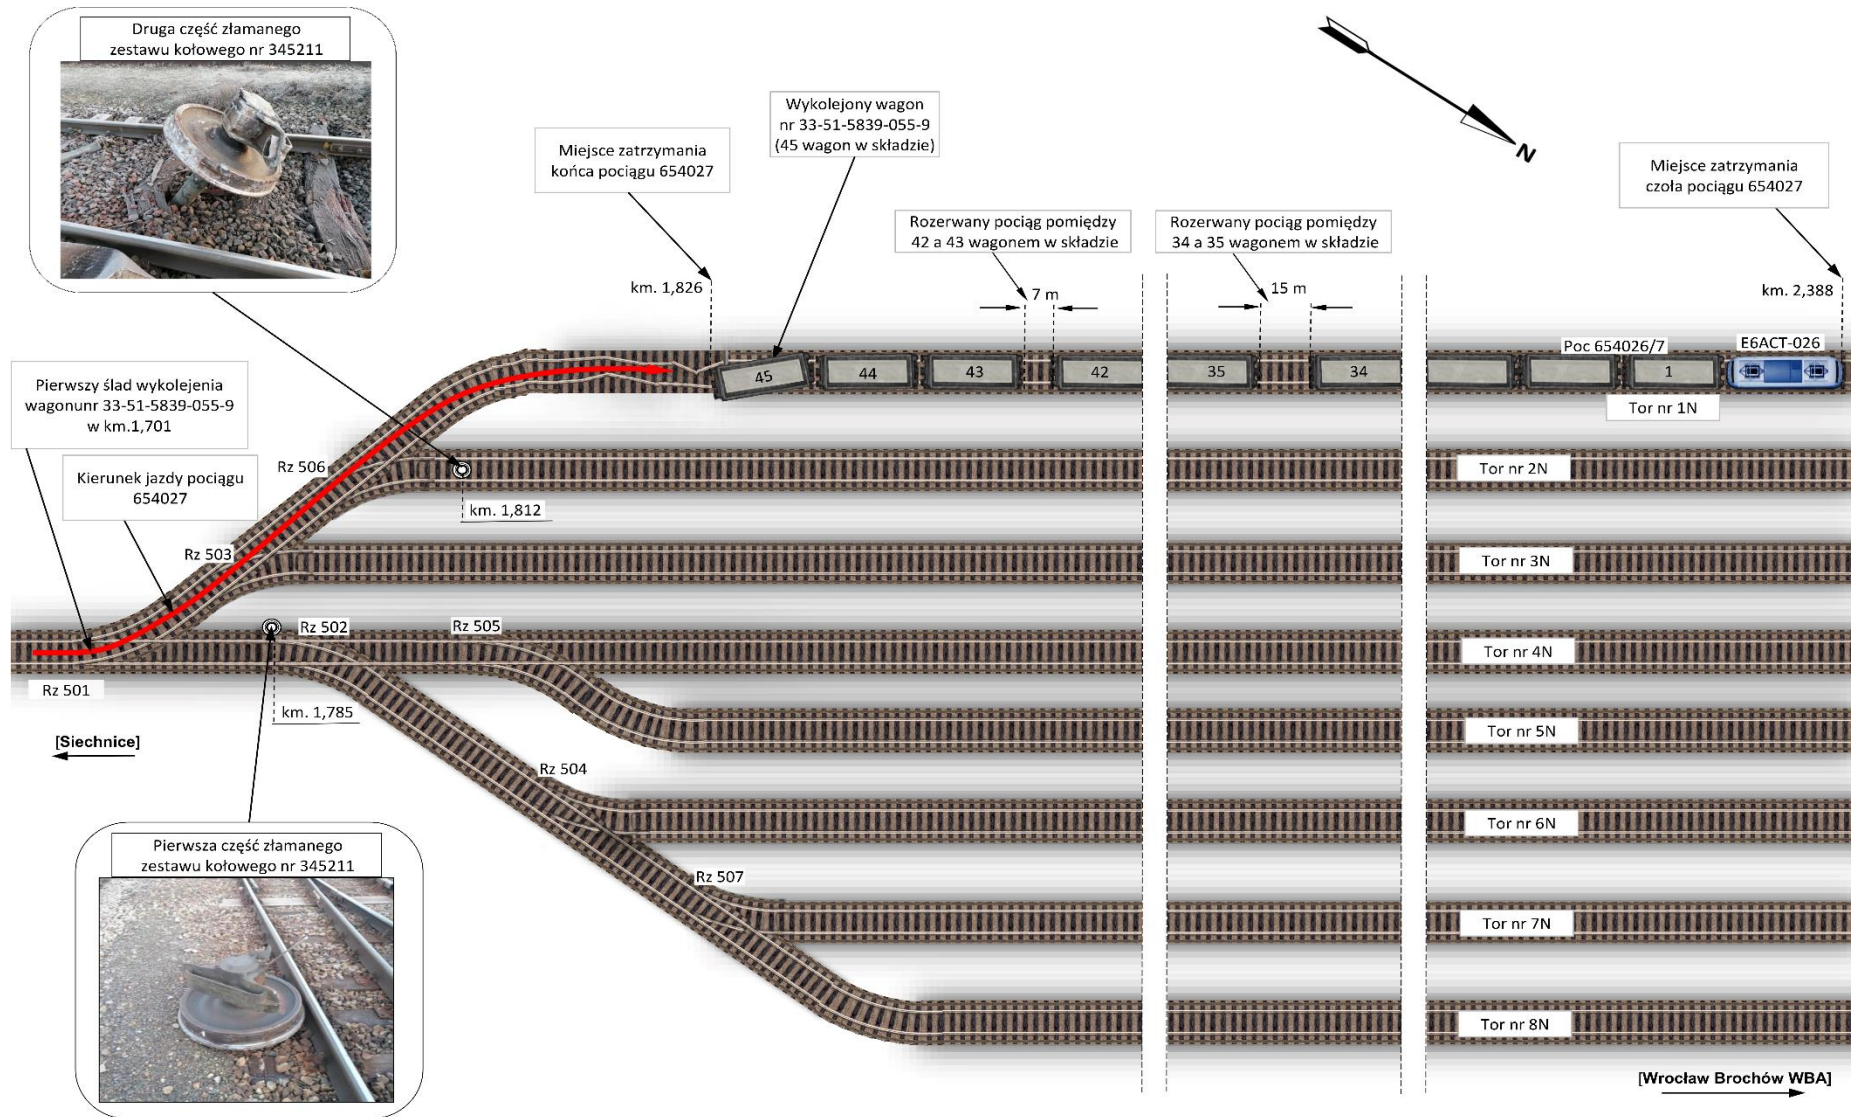 Druga część złamanego
zestawu kołowego nr 345211
Wykolejony wagon
nr 33-51-5839-055-9
(45 wagon w składzie)
Miejsce zatrzymania
końca pociągu 654027
N
Miejsce zatrzymania
czoła pociągu 654027
Rozerwany pociąg pomiędzy
42 a 43 wagonem w składzie
Rozerwany pociąg pomiędzy
34 a 35 wagonem w składzie
km. 1,826
7 m
15 m
km. 2,388
Poc 654026/7
E6ACT-026
45
44
43
42
35
34
1
Tor nr 1N
Pierwszy ślad wykolejenia
wagonunr 33-51-5839-055-9
w km.1,701
Kierunek jazdy pociągu
654027
Rz 506
Tor nr 2N
km. 1,812
Rz 503
Tor nr 3N
Rz 502
Rz 505
Tor nr 4N
Rz 501
km. 1,785
[Siechnice]
Tor nr 5N
Rz 504
Tor nr 6N
Pierwsza część złamanego
zestawu kołowego nr 345211
Rz 507
Tor nr 7N
Tor nr 8N
[Wrocław Brochów WBA]